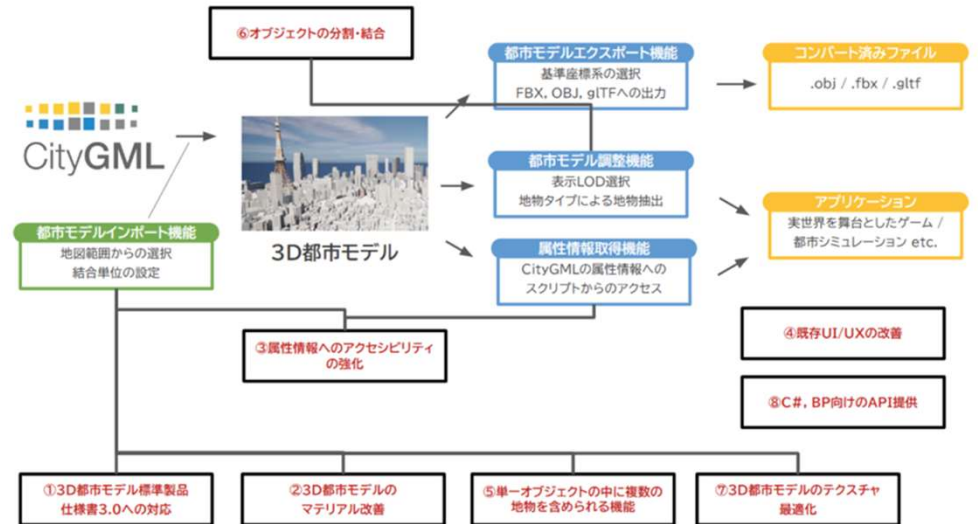 ⑥オブジェクトの分割・結合
都市モデルエクスポート機能
基準座標系の選択
FBX, OBJ, glTFへの出力
コンバート済みファイル
.obj / .fbx / .gltf
CityGML
3D都市モデル
都市モデル調整機能
表示LOD選択
地物タイプによる地物抽出
アプリケーション
実世界を舞台としたゲーム /
都市シミュレーション etc.
都市モデルインポート機能
地図範囲からの選択
結合単位の設定
属性情報取得機能
CityGMLの属性情報への
スクリプトからのアクセス
③属性情報へのアクセシビリティ
の強化
④既存UI/UXの改善
⑧C#, BP向けのAPI提供
①3D都市モデル標準製品
仕様書3.0への対応
②3D都市モデルの
マテリアル改善
⑤単一オブジェクトの中に複数の
地物を含められる機能
⑦3D都市モデルのテクスチャ
最適化